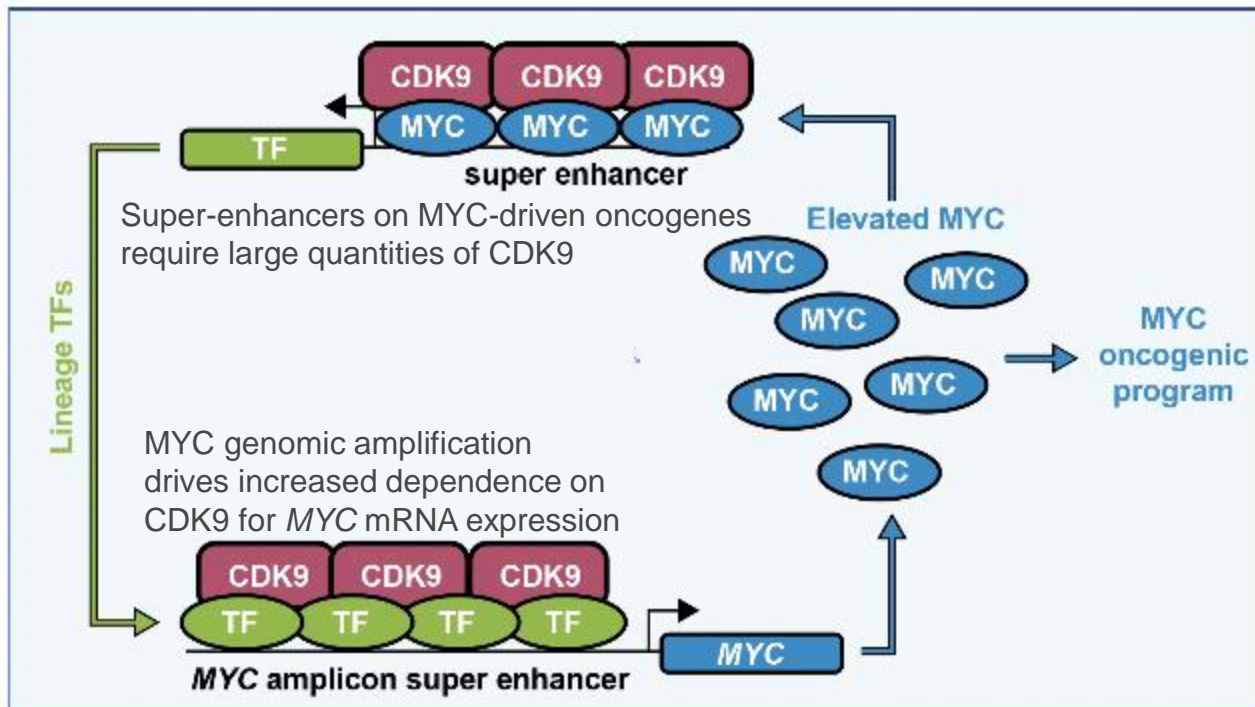 CDK9 CDK9 CDK9
MYC MYC MYC
TF
super enhancer
Super-enhancers on MYC-driven oncogenes
require large quantities of CDK9
Elevated MYC
MYC
MYC
MYC
MYC
MYC
MYC
MYC
oncogenic
program
Lineage TFs
MYC genomic amplification
drives increased dependence on
CDK9 for MYC mRNA expression
CDK9 CDK9 CDK9
TF TF TF TF
MYC
MYC amplicon super enhancer